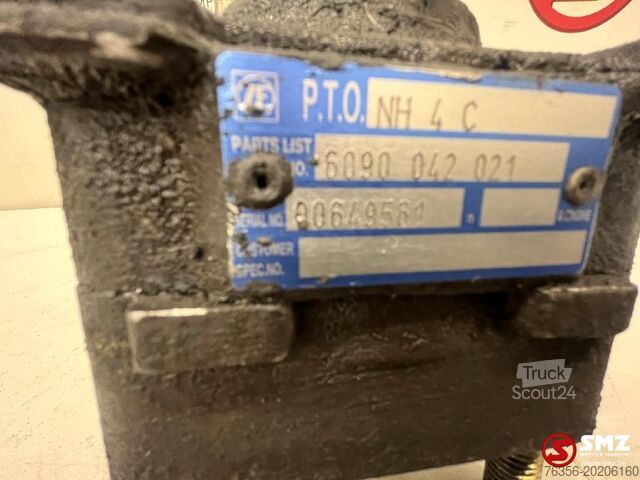 ZF P.T.O. NH 4 C
PARTS LIST
NO. 6090 042 021
SERIAL NO. 00649561 n
CUSTOMER
SPEC.NO.
Truck
Scout24
SMZ
76356-20206160